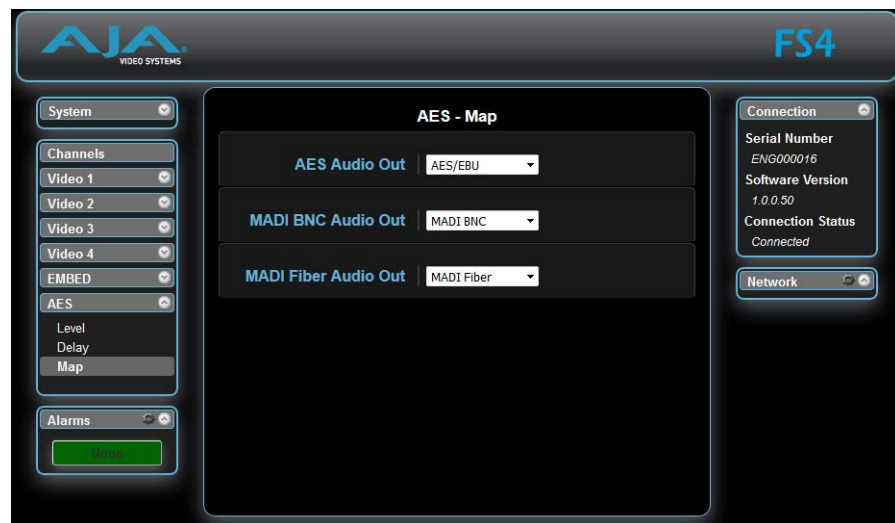 AJA
VIDEO SYSTEMS
FS4
System
Channels
Video 1
Video 2
Video 3
Video 4
EMBED
AES
Level
Delay
Map
Alarms
None
AES - Map
AES Audio Out
AES/EBU
MADI BNC Audio Out
MADI BNC
MADI Fiber Audio Out
MADI Fiber
Connection
Serial Number
ENG000016
Software Version
1.0.0.50
Connection Status
Connected
Network